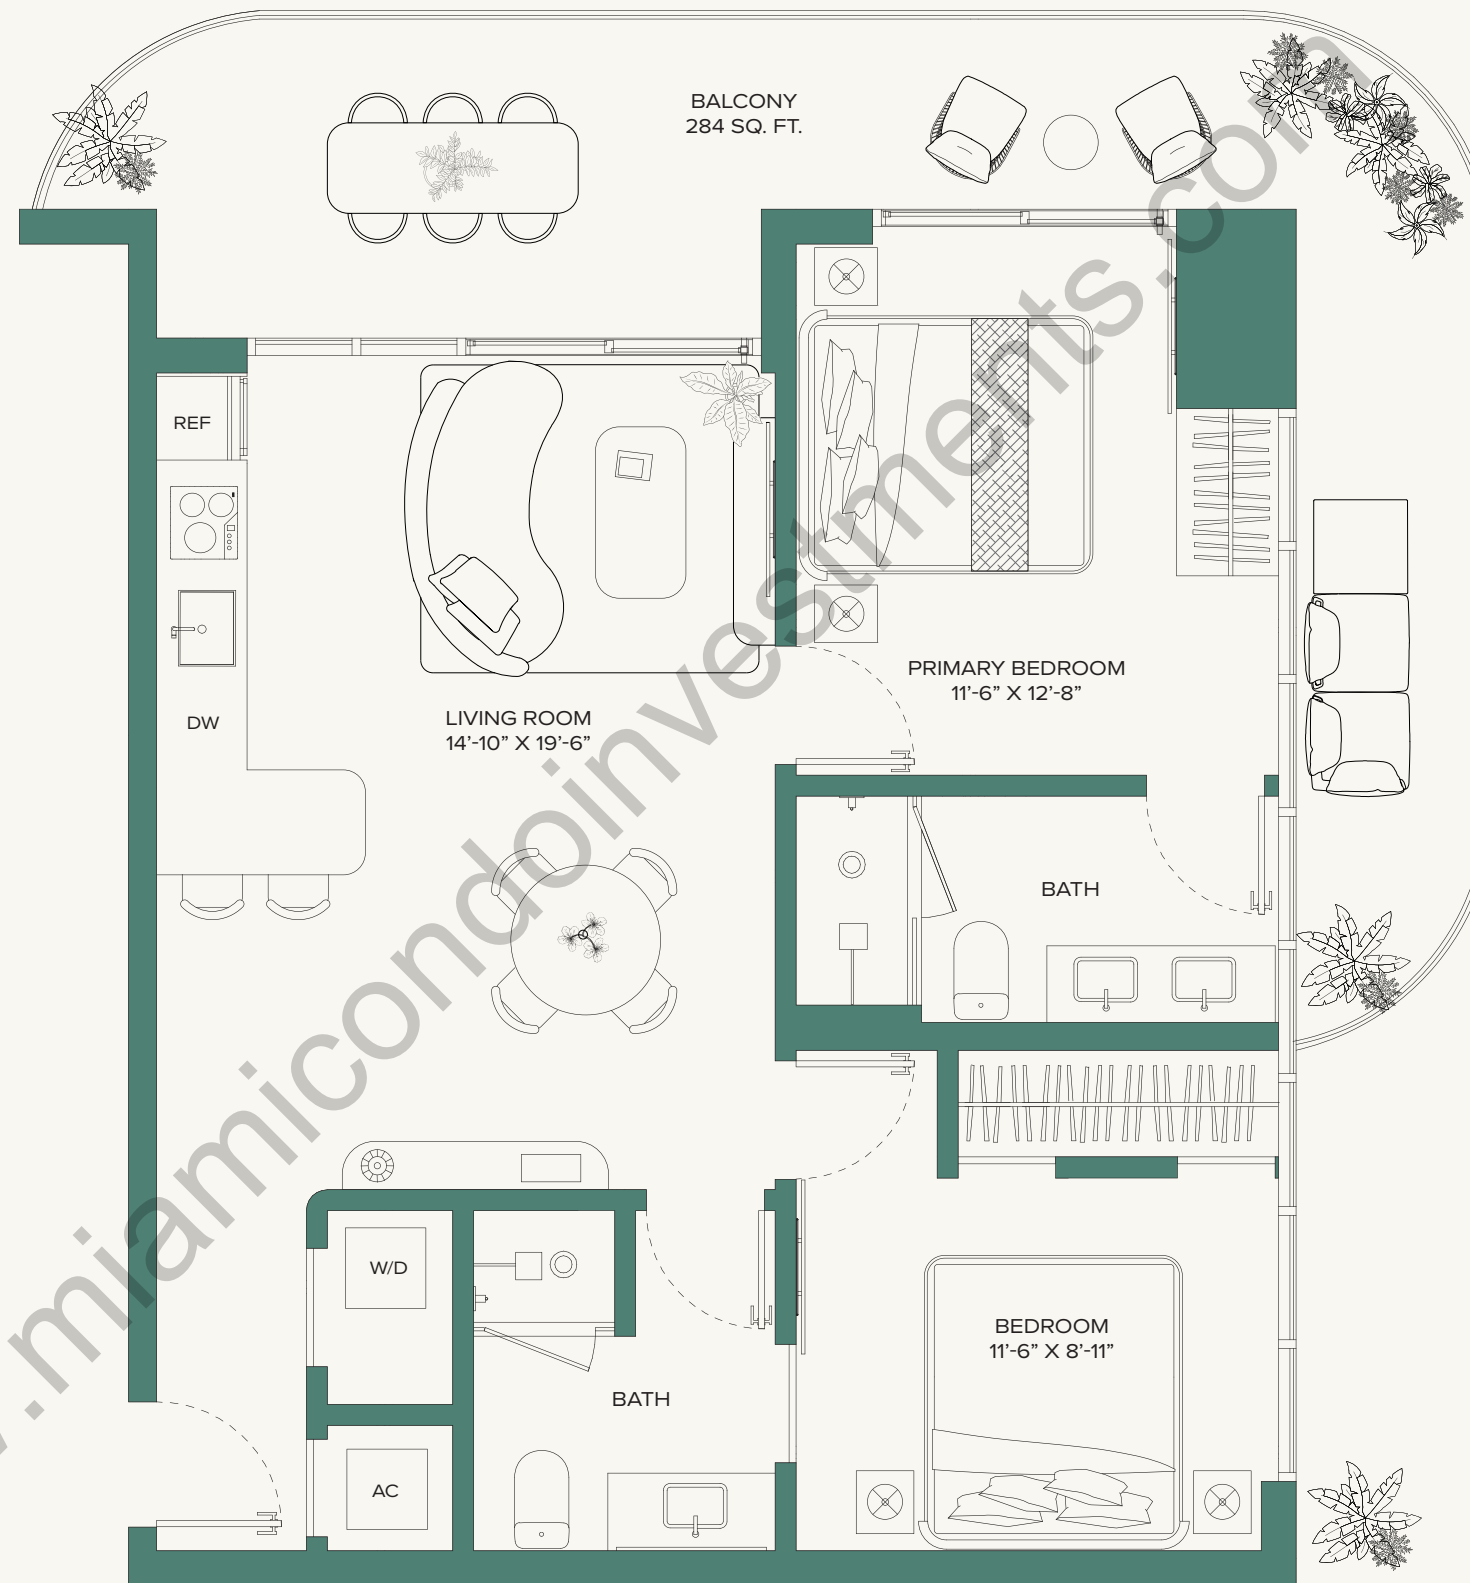 BALCONY
284 SQ. FT.
REF
PRIMARY BEDROOM
11'-6" X 12'-8"
LIVING ROOM
14'-10" X 19'-6"
DW
BATH
W/D
BEDROOM
11'-6" X 8'-11"
BATH
AC
.miamicondoinvestments.com